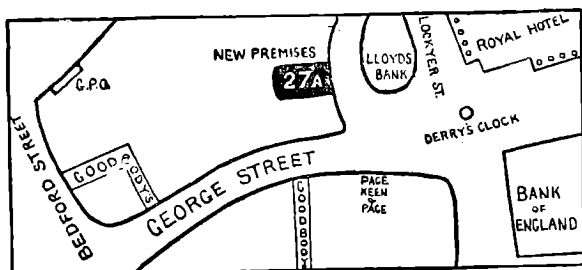 NEW PREMISES
27A
G.P.O.
LLOYDS
BANK
LOCKYER ST.
ROYAL HOTEL
DERRY'S CLOCK
BEDFORD STREET
GOODBODY'S
GEORGE STREET
GOODBODY
PAGE
KEEN
&
PAGE
BANK
OF
ENGLAND